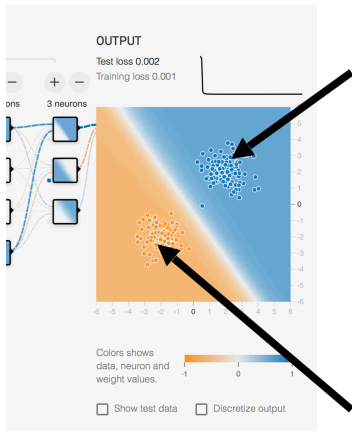 OUTPUT
Test loss 0.002
Training loss 0.001
ons
3 neurons
5
4
3
2
1
0
-1
-2
-3
-4
-5
-6
-6 -5 -4 -3 -2 -1 0 1 2 3 4 5 6
Colors shows
data, neuron and
weight values.
-1 0 1
Show test data
Discretize output